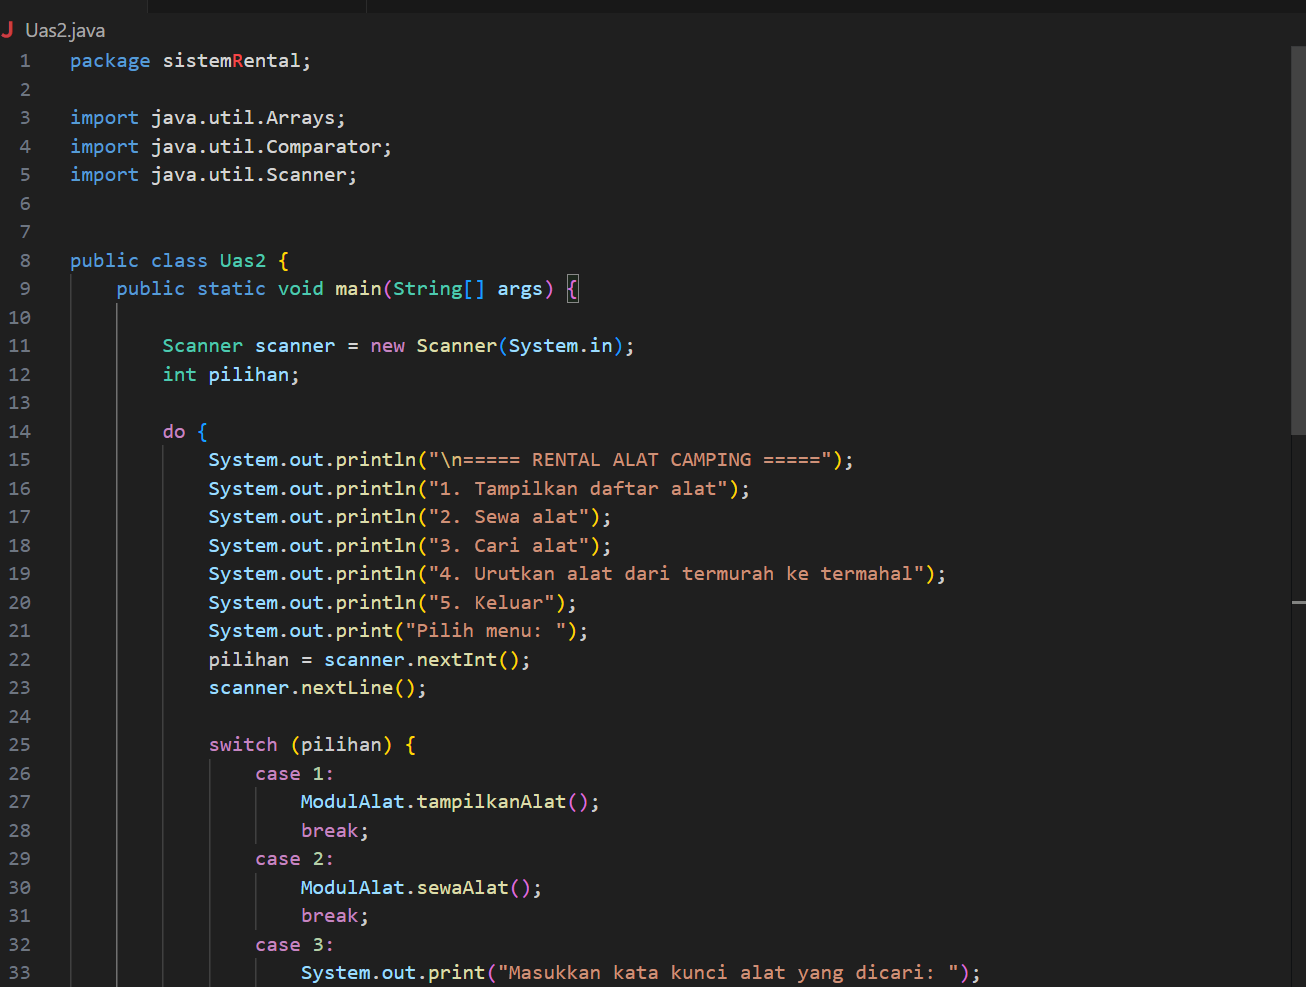 J Uas2.java
1 package sistemRental;
2
3 import java.util.Arrays;
4 import java.util.Comparator;
5 import java.util.Scanner;
6
7
8 public class Uas2 {
9     public static void main(String[] args) {
10
11         Scanner scanner = new Scanner(System.in);
12         int pilihan;
13
14         do {
15             System.out.println("\n===== RENTAL ALAT CAMPING =====");
16             System.out.println("1. Tampilkan daftar alat");
17             System.out.println("2. Sewa alat");
18             System.out.println("3. Cari alat");
19             System.out.println("4. Urutkan alat dari termurah ke termahal");
20             System.out.println("5. Keluar");
21             System.out.print("Pilih menu: ");
22             pilihan = scanner.nextInt();
23             scanner.nextLine();
24
25             switch (pilihan) {
26                 case 1:
27                     ModulAlat.tampilkanAlat();
28                     break;
29                 case 2:
30                     ModulAlat.sewaAlat();
31                     break;
32                 case 3:
33                     System.out.print("Masukkan kata kunci alat yang dicari: ");